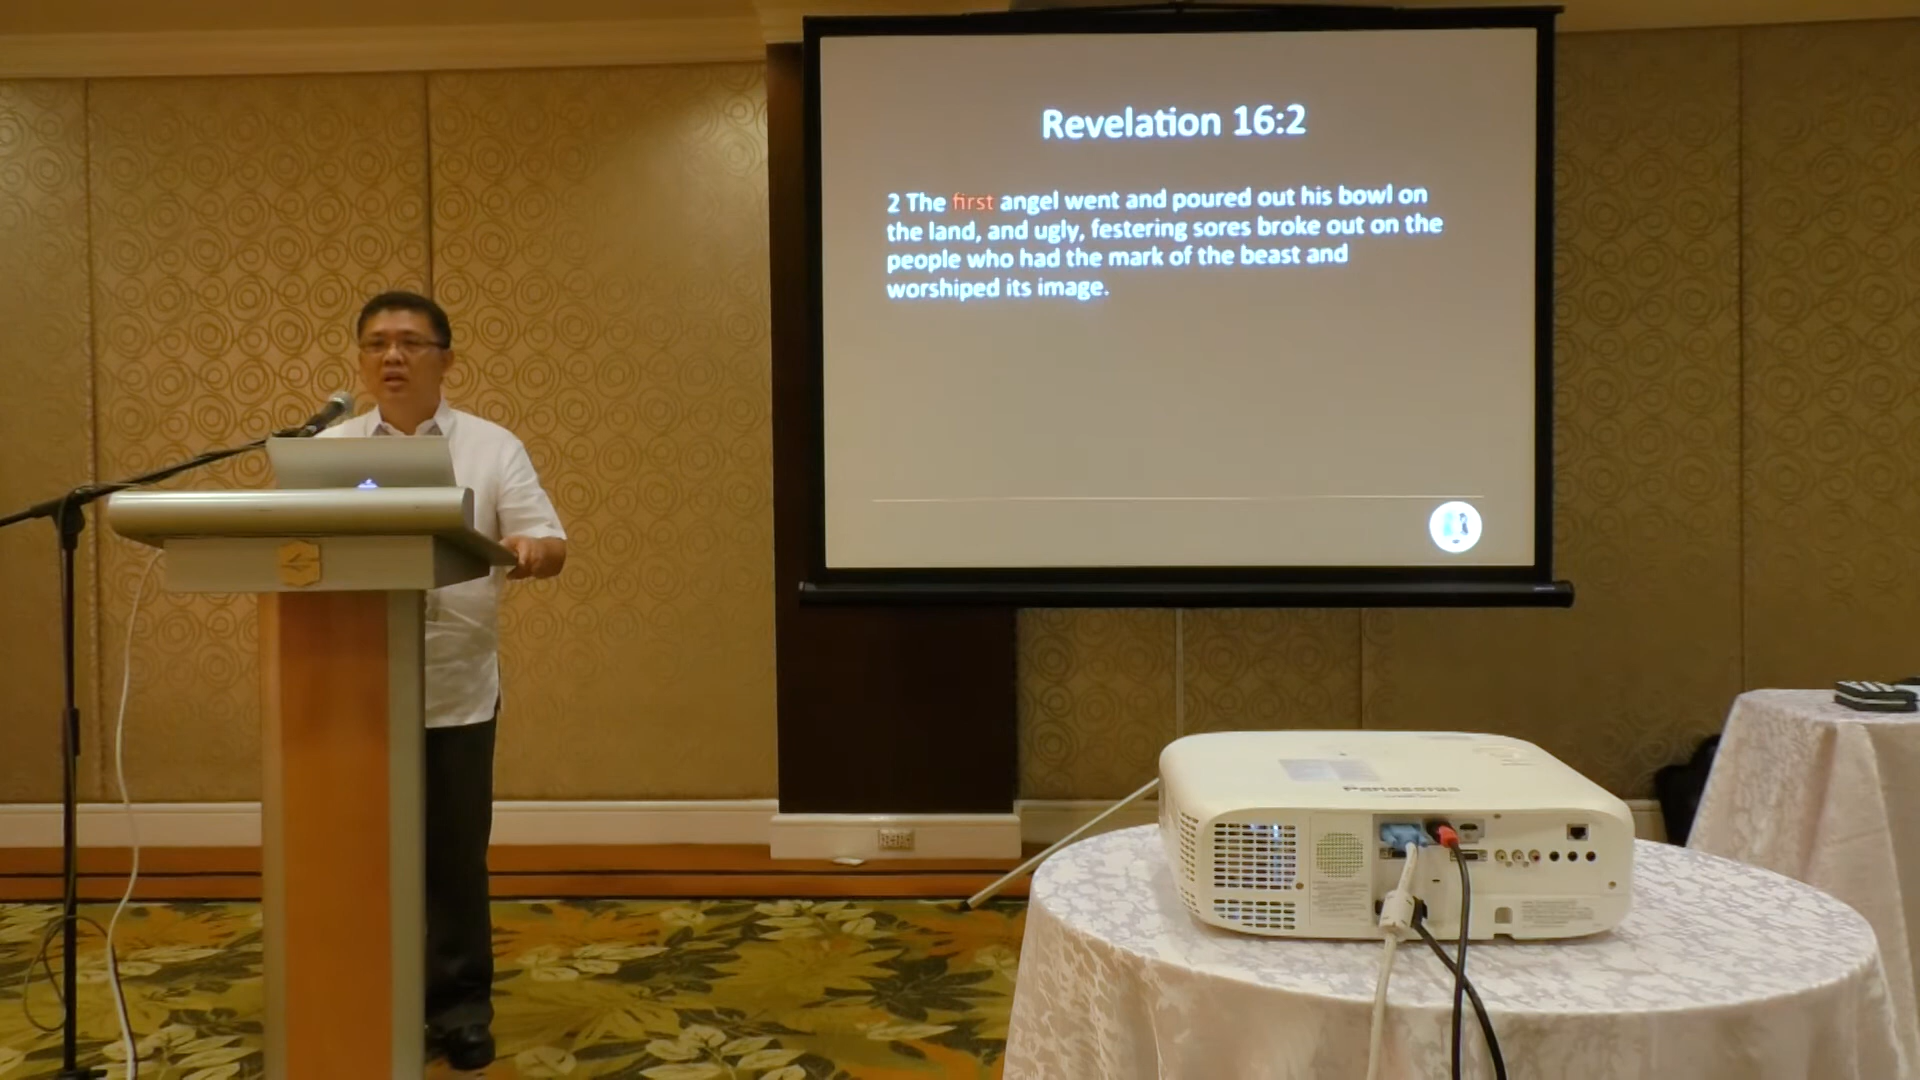 Revelation 16:2
2 The first angel went and poured out his bowl on
the land, and ugly, festering sores broke out on the
people who had the mark of the beast and
worshiped its image.
Panasonic